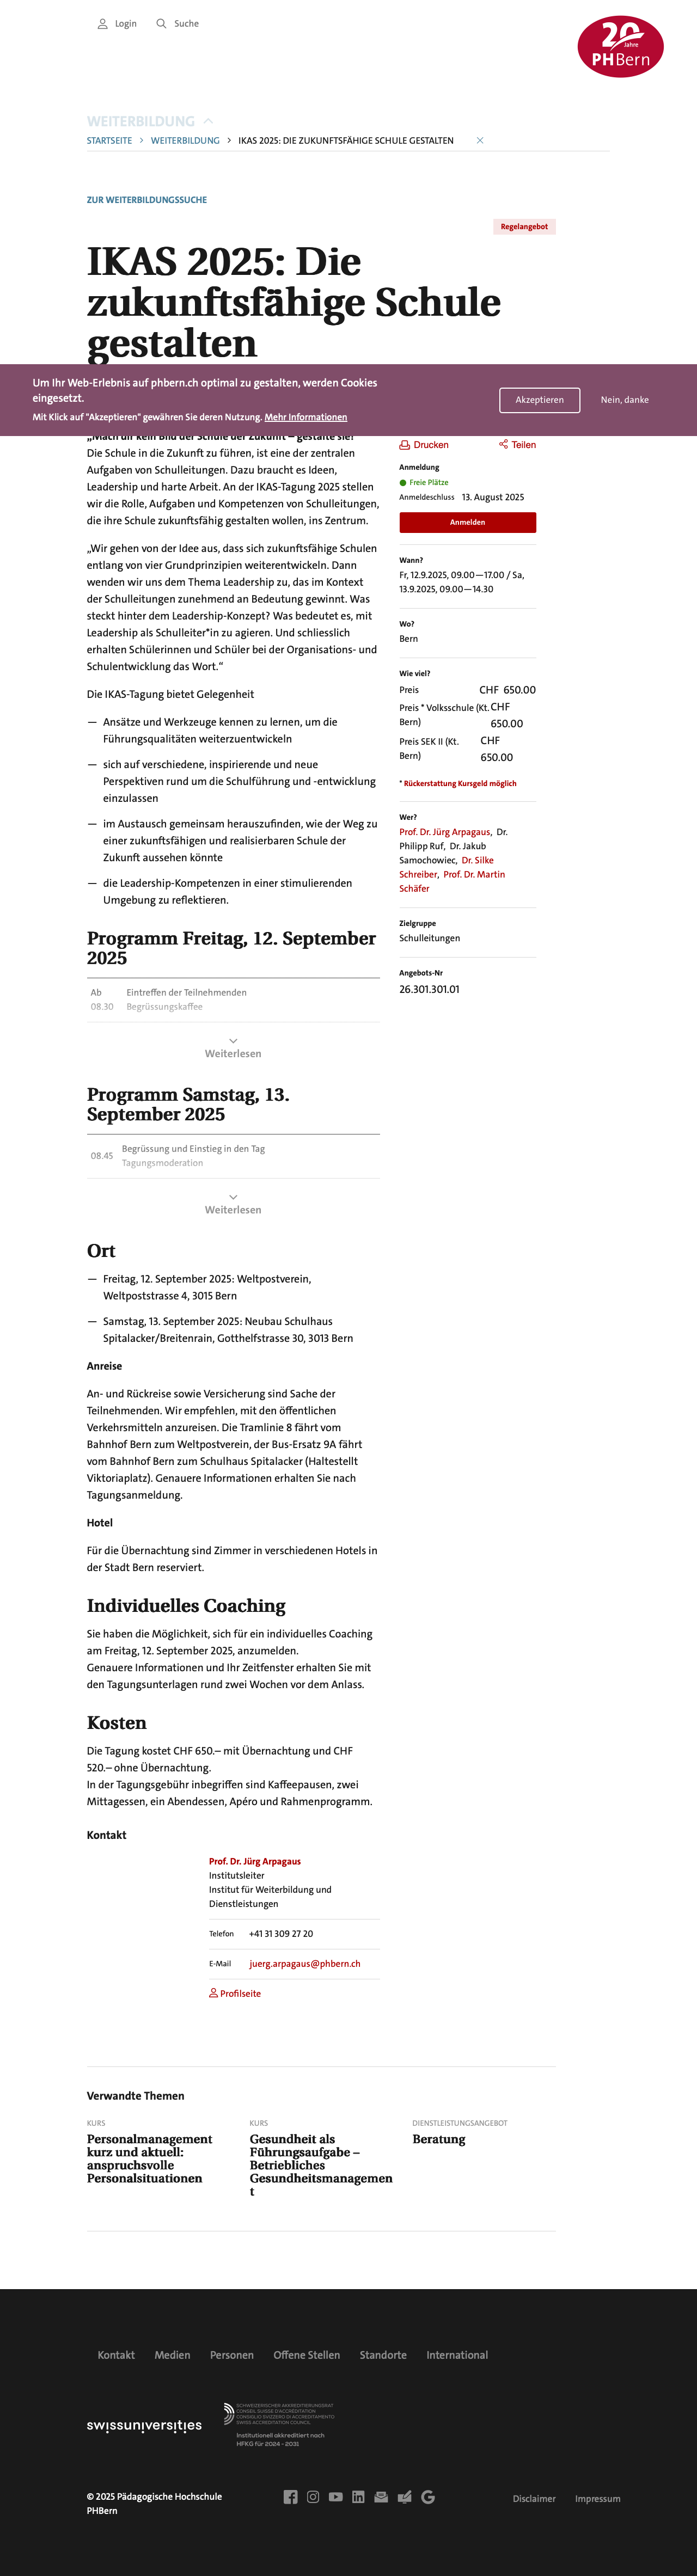 Login
Suche
20
Jahre
PHBern
WEITERBILDUNG
STARTSEITE > WEITERBILDUNG > IKAS 2025: DIE ZUKUNFTSFÄHIGE SCHULE GESTALTEN
ZUR WEITERBILDUNGSSUCHE
Regelangebot
IKAS 2025: Die
zukunftsfähige Schule
gestalten
Um Ihr Web-Erlebnis auf phbern.ch optimal zu gestalten, werden Cookies
eingesetzt.
Mit Klick auf "Akzeptieren" gewähren Sie deren Nutzung. Mehr Informationen
Akzeptieren
Nein, danke
„Mach dir kein Bild der Schule der Zukunft – gestalte sie!
Die Schule in die Zukunft zu führen, ist eine der zentralen
Aufgaben von Schulleitungen. Dazu braucht es Ideen,
Leadership und harte Arbeit. An der IKAS-Tagung 2025 stellen
wir die Rolle, Aufgaben und Kompetenzen von Schulleitungen,
die ihre Schule zukunftsfähig gestalten wollen, ins Zentrum.
„Wir gehen von der Idee aus, dass sich zukunftsfähige Schulen
entlang von vier Grundprinzipien weiterentwickeln. Dann
wenden wir uns dem Thema Leadership zu, das im Kontext
der Schulleitungen zunehmend an Bedeutung gewinnt. Was
steckt hinter dem Leadership-Konzept? Was bedeutet es, mit
Leadership als Schulleiter*in zu agieren. Und schliesslich
erhalten Schülerinnen und Schüler bei der Organisations- und
Schulentwicklung das Wort.“
Die IKAS-Tagung bietet Gelegenheit
— Ansätze und Werkzeuge kennen zu lernen, um die
Führungsqualitäten weiterzuentwickeln
— sich auf verschiedene, inspirierende und neue
Perspektiven rund um die Schulführung und -entwicklung
einzulassen
— im Austausch gemeinsam herauszufinden, wie der Weg zu
einer zukunftsfähigen und realisierbaren Schule der
Zukunft aussehen könnte
— die Leadership-Kompetenzen in einer stimulierenden
Umgebung zu reflektieren.
Programm Freitag, 12. September
2025
Ab Eintreffen der Teilnehmenden
08.30 Begrüssungskaffee
Weiterlesen
Programm Samstag, 13.
September 2025
08.45 Begrüssung und Einstieg in den Tag
Tagungsmoderation
Weiterlesen
Ort
— Freitag, 12. September 2025: Weltpostverein,
Weltpoststrasse 4, 3015 Bern
— Samstag, 13. September 2025: Neubau Schulhaus
Spitalacker/Breitenrain, Gotthelfstrasse 30, 3013 Bern
Anreise
An- und Rückreise sowie Versicherung sind Sache der
Teilnehmenden. Wir empfehlen, mit den öffentlichen
Verkehrsmitteln anzureisen. Die Tramlinie 8 fährt vom
Bahnhof Bern zum Weltpostverein, der Bus-Ersatz 9A fährt
vom Bahnhof Bern zum Schulhaus Spitalacker (Haltestellt
Viktoriaplatz). Genauere Informationen erhalten Sie nach
Tagungsanmeldung.
Hotel
Für die Übernachtung sind Zimmer in verschiedenen Hotels in
der Stadt Bern reserviert.
Individuelles Coaching
Sie haben die Möglichkeit, sich für ein individuelles Coaching
am Freitag, 12. September 2025, anzumelden.
Genauere Informationen und Ihr Zeitfenster erhalten Sie mit
den Tagungsunterlagen rund zwei Wochen vor dem Anlass.
Kosten
Die Tagung kostet CHF 650.– mit Übernachtung und CHF
520.– ohne Übernachtung.
In der Tagungsgebühr inbegriffen sind Kaffeepausen, zwei
Mittagessen, ein Abendessen, Apéro und Rahmenprogramm.
Kontakt
Prof. Dr. Jürg Arpagaus
Institutsleiter
Institut für Weiterbildung und
Dienstleistungen
Telefon +41 31 309 27 20
E-Mail juerg.arpagaus@phbern.ch
Profilseite
Drucken
Teilen
Anmeldung
Freie Plätze
Anmeldeschluss 13. August 2025
Anmelden
Wann?
Fr, 12.9.2025, 09.00—17.00 / Sa,
13.9.2025, 09.00—14.30
Wo?
Bern
Wie viel?
Preis CHF 650.00
Preis * Volksschule (Kt. CHF
Bern) 650.00
Preis SEK II (Kt. CHF
Bern) 650.00
* Rückerstattung Kursgeld möglich
Wer?
Prof. Dr. Jürg Arpagaus, Dr.
Philipp Ruf, Dr. Jakub
Samochowiec, Dr. Silke
Schreiber, Prof. Dr. Martin
Schäfer
Zielgruppe
Schulleitungen
Angebots-Nr
26.301.301.01
Verwandte Themen
KURS
Personalmanagement
kurz und aktuell:
anspruchsvolle
Personalsituationen
KURS
Gesundheit als
Führungsaufgabe –
Betriebliches
Gesundheitsmanagemen
t
DIENSTLEISTUNGSANGEBOT
Beratung
Kontakt Medien Personen Offene Stellen Standorte International
swissuniversities
SCHWEIZERISCHER AKKREDITIERUNGSRAT
CONSEIL SUISSE D'ACCRÉDITATION
CONSIGLIO SVIZZERO DI ACCREDITAMENTO
SWISS ACCREDITATION COUNCIL
Institutionell akkreditiert nach
HFKG für 2024 - 2031
© 2025 Pädagogische Hochschule
PHBern
Disclaimer Impressum